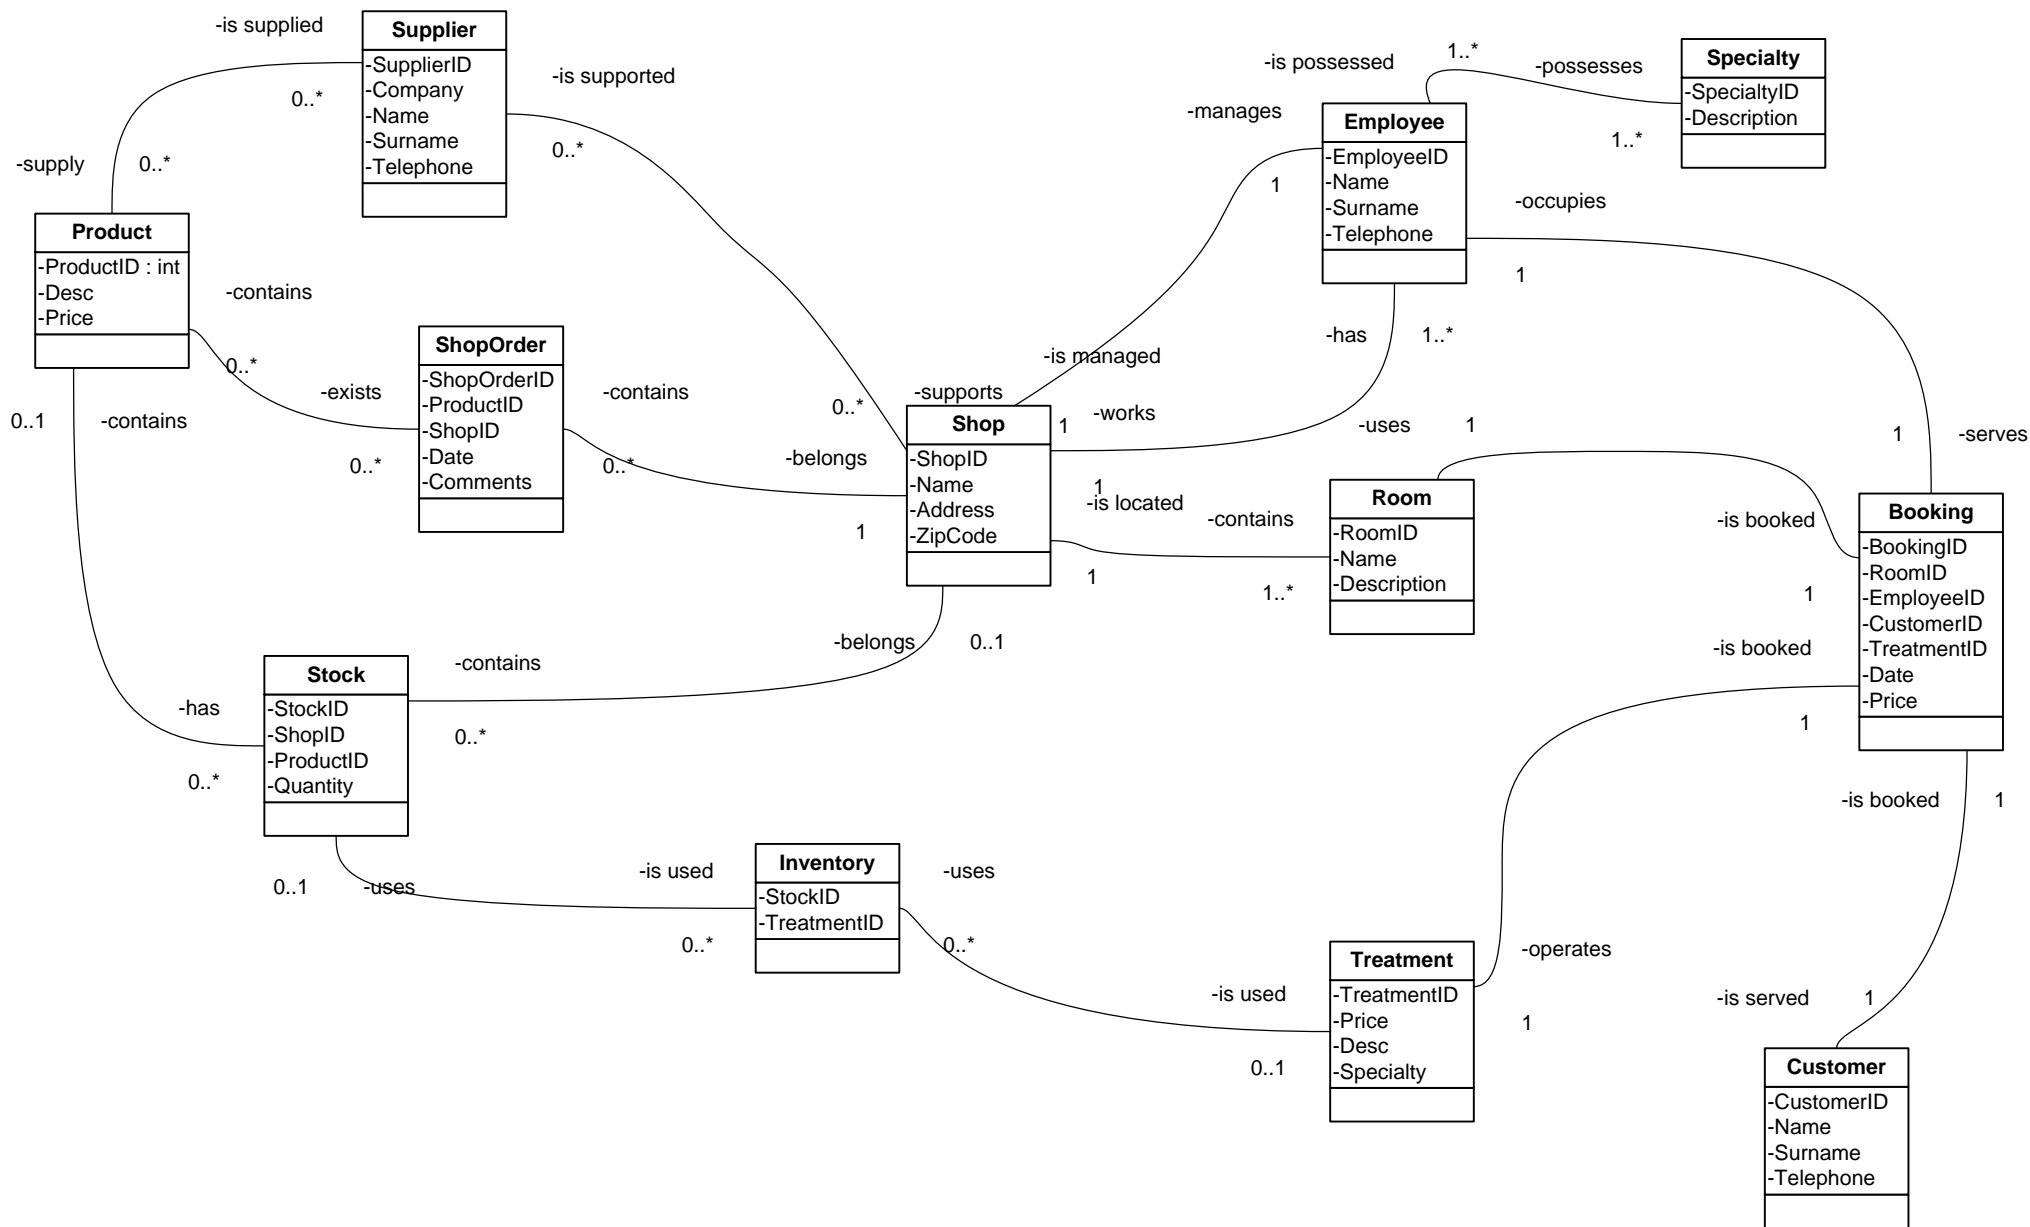 -is supplied
Supplier
-SupplierID
-Company
-Name
-Surname
-Telephone
0..*
-is supported
0..*
-supply
0..*
Product
-ProductID : int
-Desc
-Price
-contains
0..*
-exists
0..*
ShopOrder
-ShopOrderID
-ProductID
-ShopID
-Date
-Comments
-contains
0..*
-belongs
1
0..1
-contains
-is possessed
1..*
-possesses
1..*
Specialty
-SpecialtyID
-Description
-manages
1
Employee
-EmployeeID
-Name
-Surname
-Telephone
-occupies
1
-has
1..*
-is managed
1
-supports
0..*
-works
1
Shop
-ShopID
-Name
-Address
-ZipCode
-is located
1
-contains
1..*
-uses
1
Room
-RoomID
-Name
-Description
1
-serves
-is booked
1
Booking
-BookingID
-RoomID
-EmployeeID
-CustomerID
-TreatmentID
-Date
-Price
-is booked
1
-is booked
1
-belongs
0..1
-contains
0..*
Stock
-StockID
-ShopID
-ProductID
-Quantity
-has
0..*
0..1
-uses
-is used
0..*
Inventory
-StockID
-TreatmentID
-uses
0..*
-is used
0..1
Treatment
-TreatmentID
-Price
-Desc
-Specialty
-operates
1
-is served
1
Customer
-CustomerID
-Name
-Surname
-Telephone